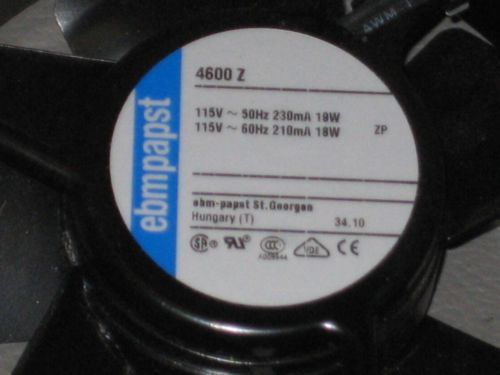 ebmpapst
4600 Z
115V ~ 50Hz 230mA 19W
115V ~ 60Hz 210mA 18W ZP
ebm-papst St.Georgen
Hungary (T) 34.10
CE